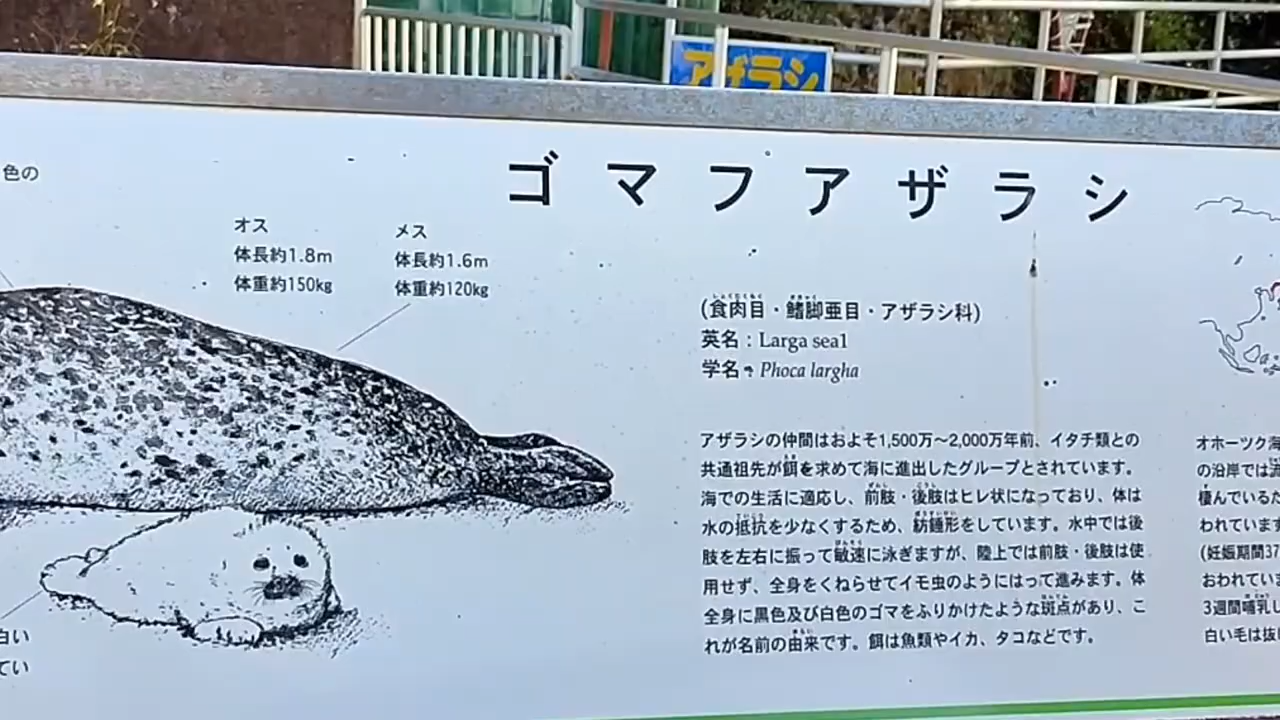 アザラシ
ゴマフアザラシ
色の
オス
体長約1.8m
体重約150kg
メス
体長約1.6m
体重約120kg
(食肉目・鰭脚亜目・アザラシ科)
英名：Larga sea1
学名：Phoca largha
アザラシの仲間はおよそ1,500万～2,000万年前、イタチ類との
共通祖先が餌を求めて海に進出したグループとされています。
海での生活に適応し、前肢・後肢はヒレ状になっており、体は
水の抵抗を少なくするため、紡錘形をしています。水中では後
肢を左右に振って敏速に泳ぎますが、陸上では前肢・後肢は使
用せず、全身をくねらせてイモ虫のようにはって進みます。体
全身に黒色及び白色のゴマをふりかけたような斑点があり、こ
れが名前の由来です。餌は魚類やイカ、タコなどです。
オホーツク海
の沿岸では流
棲んでいるた
われています
(妊娠期間37
おわれてい
3週間哺乳し
白い毛は抜
白い
てい